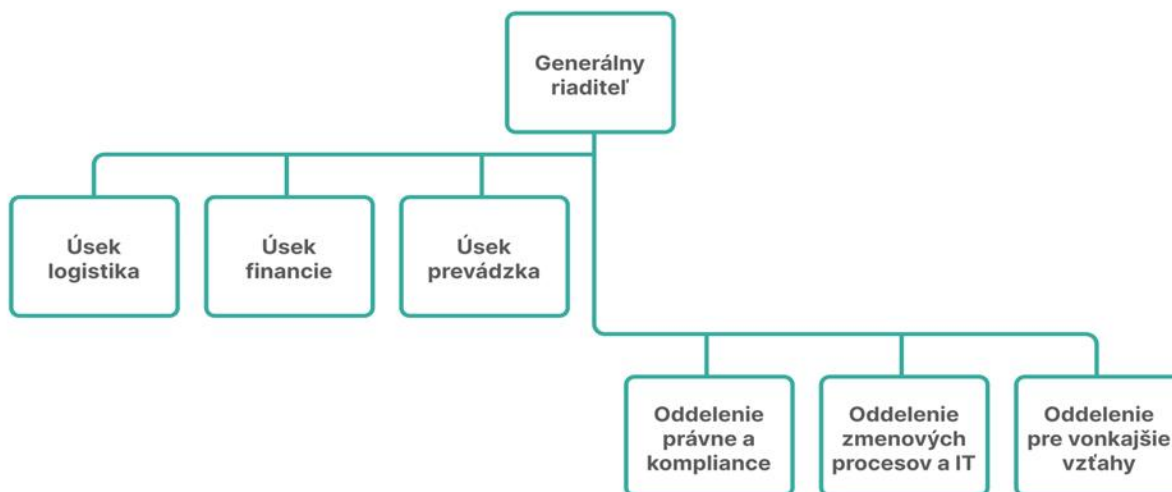 Generálny
riaditeľ
Úsek
logistika
Úsek
financie
Úsek
prevádzka
Oddelenie
právne a
kompliance
Oddelenie
zmenových
procesov a IT
Oddelenie
pre vonkajšie
vzťahy